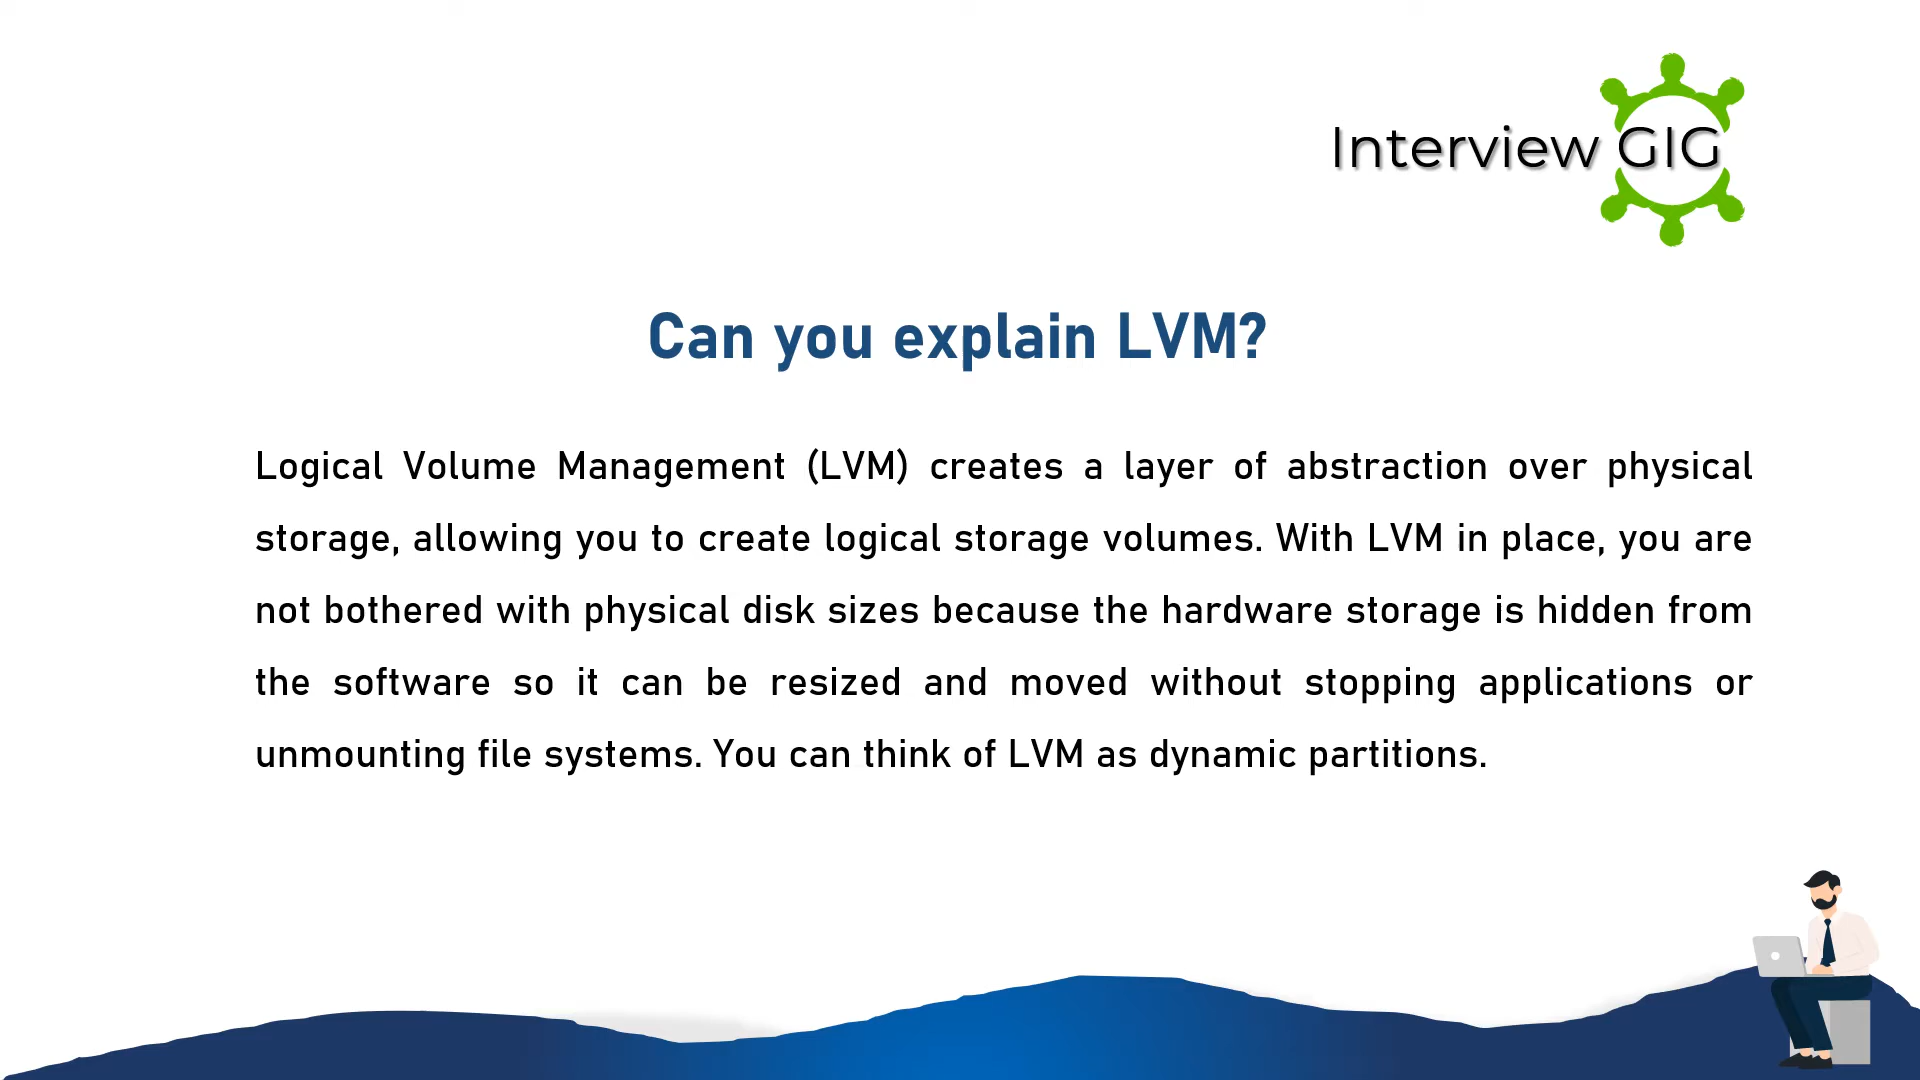 Interview GIG
Can you explain LVM?
Logical Volume Management (LVM) creates a layer of abstraction over physical
storage, allowing you to create logical storage volumes. With LVM in place, you are
not bothered with physical disk sizes because the hardware storage is hidden from
the software so it can be resized and moved without stopping applications or
unmounting file systems. You can think of LVM as dynamic partitions.